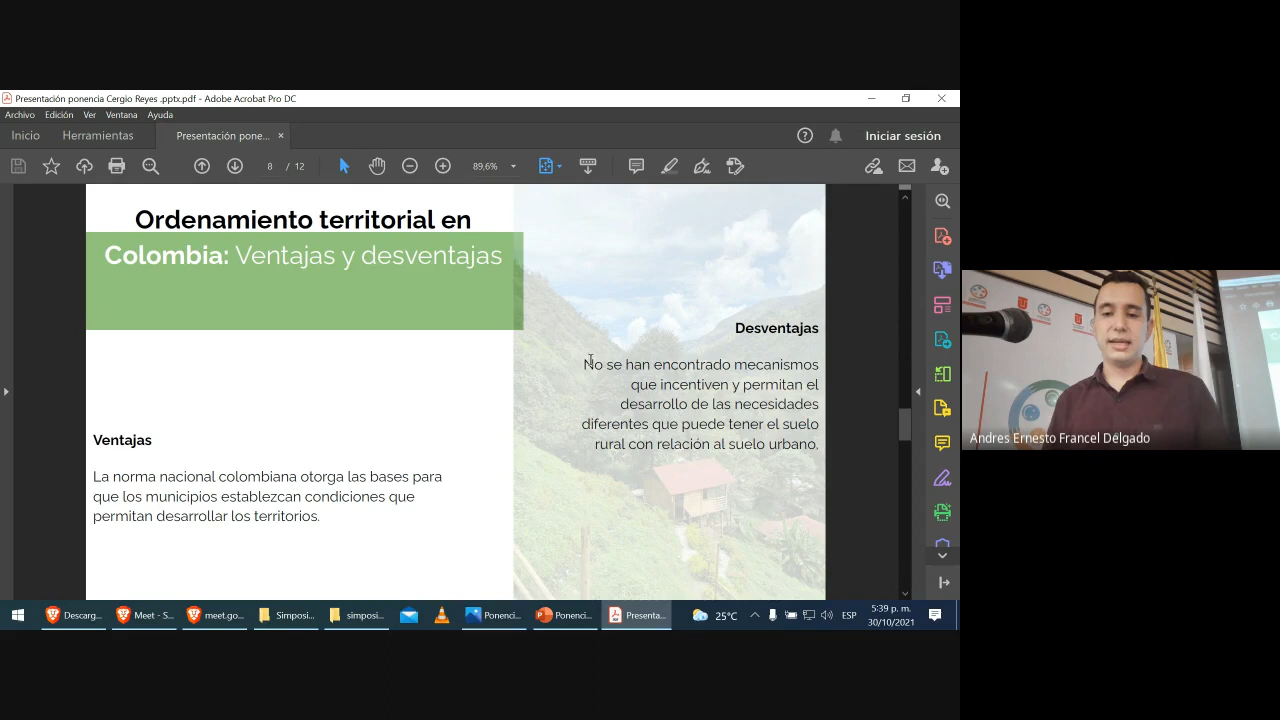 Presentación ponencia Cergio Reyes .pptx.pdf - Adobe Acrobat Pro DC
Archivo Edición Ver Ventana Ayuda
Inicio Herramientas Presentación pone... × Iniciar sesión
8 / 12 89,6%
Ordenamiento territorial en
Colombia: Ventajas y desventajas
Desventajas
No se han encontrado mecanismos
que incentiven y permitan el
desarrollo de las necesidades
diferentes que puede tener el suelo
rural con relación al suelo urbano.
Ventajas
La norma nacional colombiana otorga las bases para
que los municipios establezcan condiciones que
permitan desarrollar los territorios.
Andres Ernesto Francel Delgado
Descarg... Meet - S... meet.go... Simposi... simposi... Ponenci... Ponenci... Presenta... 25°C ESP 5:39 p. m.
30/10/2021